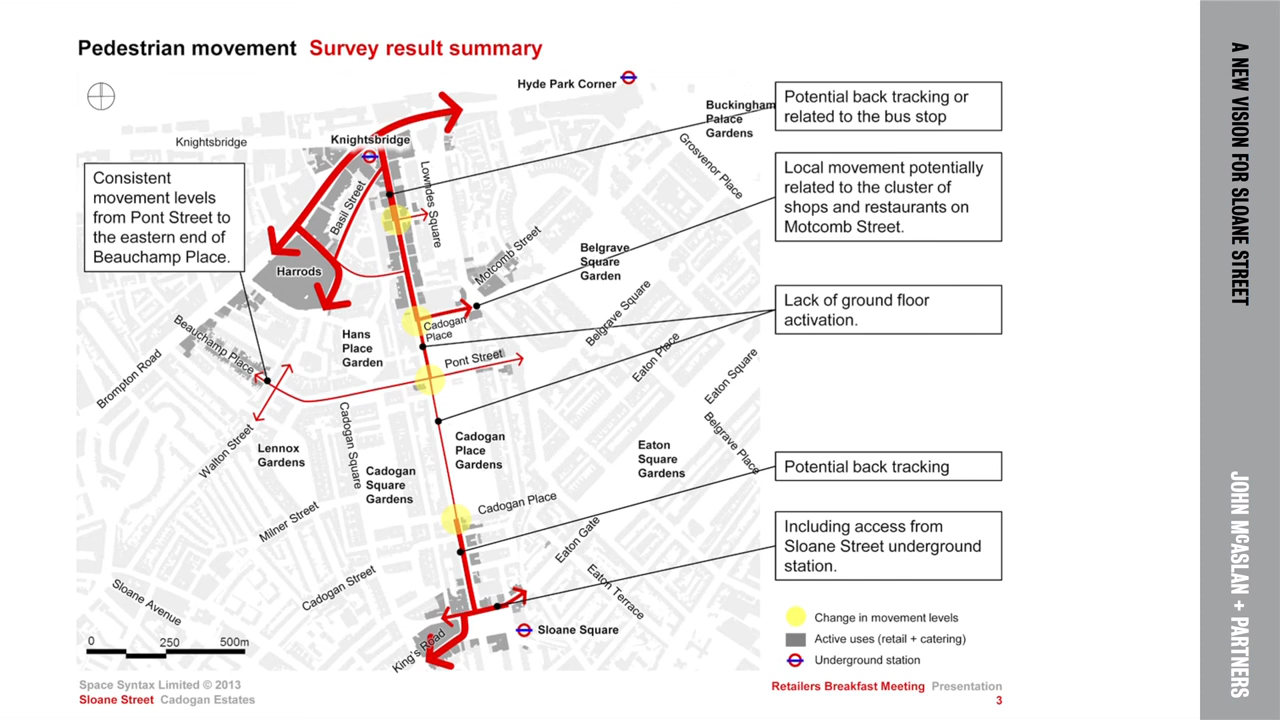 Pedestrian movement Survey result summary
Hyde Park Corner
Buckingham
Palace
Gardens
Potential back tracking or
related to the bus stop
Knightsbridge
Knightsbridge
Grosvenor Place
Consistent
movement levels
from Pont Street to
the eastern end of
Beauchamp Place.
Basil Street
Lowndes Square
Local movement potentially
related to the cluster of
shops and restaurants on
Motcomb Street.
Motcomb Street
Belgrave
Square
Garden
Harrods
Lack of ground floor
activation.
Belgrave Square
Beauchamp Place
Hans
Place
Garden
Cadogan
Place
Pont Street
Eaton Place
Eaton Square
Brompton Road
Cadogan Square
Belgrave Place
Walton Street
Lennox
Gardens
Cadogan
Square
Gardens
Cadogan
Place
Gardens
Eaton
Square
Gardens
Potential back tracking
Cadogan Place
Milner Street
Eaton Gate
Including access from
Sloane Street underground
station.
Sloane Avenue
Cadogan Street
Eaton Terrace
King's Road
Sloane Square
0 250 500m
Change in movement levels
Active uses (retail + catering)
Underground station
Space Syntax Limited © 2013
Sloane Street Cadogan Estates
Retailers Breakfast Meeting Presentation
3
A NEW VISION FOR SLOANE STREET
JOHN MCASLAN + PARTNERS